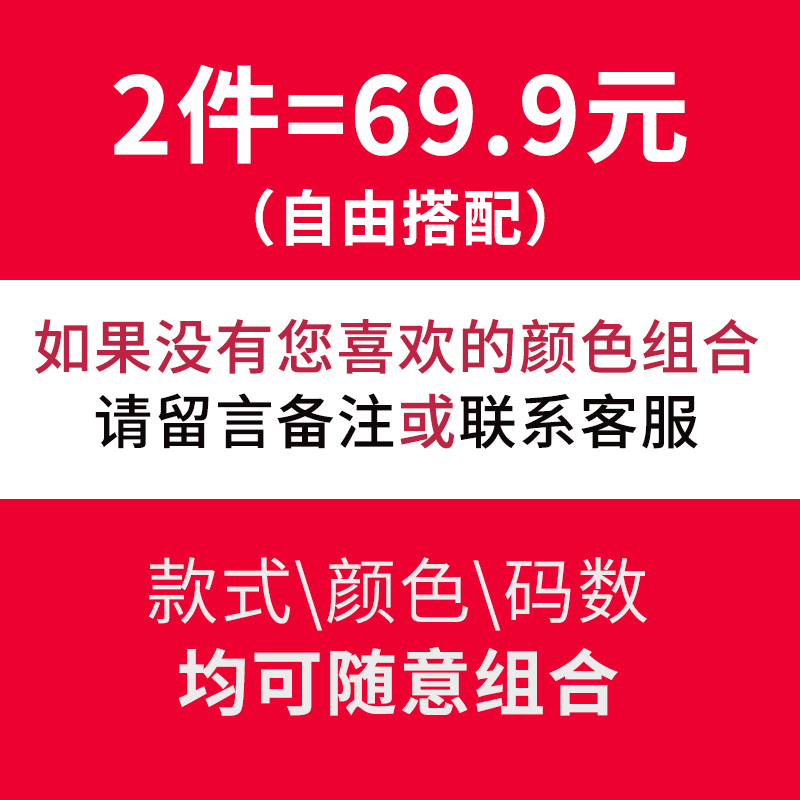 2件=69.9元
（自由搭配）
如果没有您喜欢的颜色组合
请留言备注或联系客服
款式\颜色\码数
均可随意组合